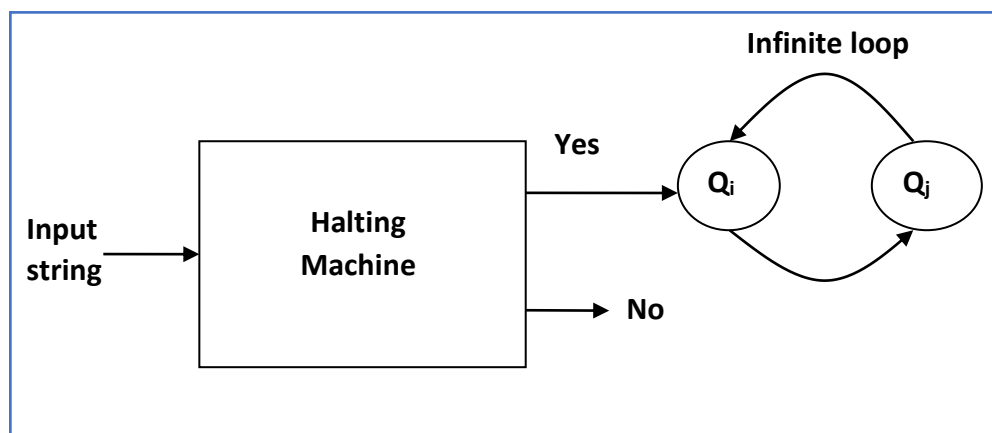 Infinite loop
Yes
Qᵢ
Qⱼ
Input
string
Halting
Machine
No